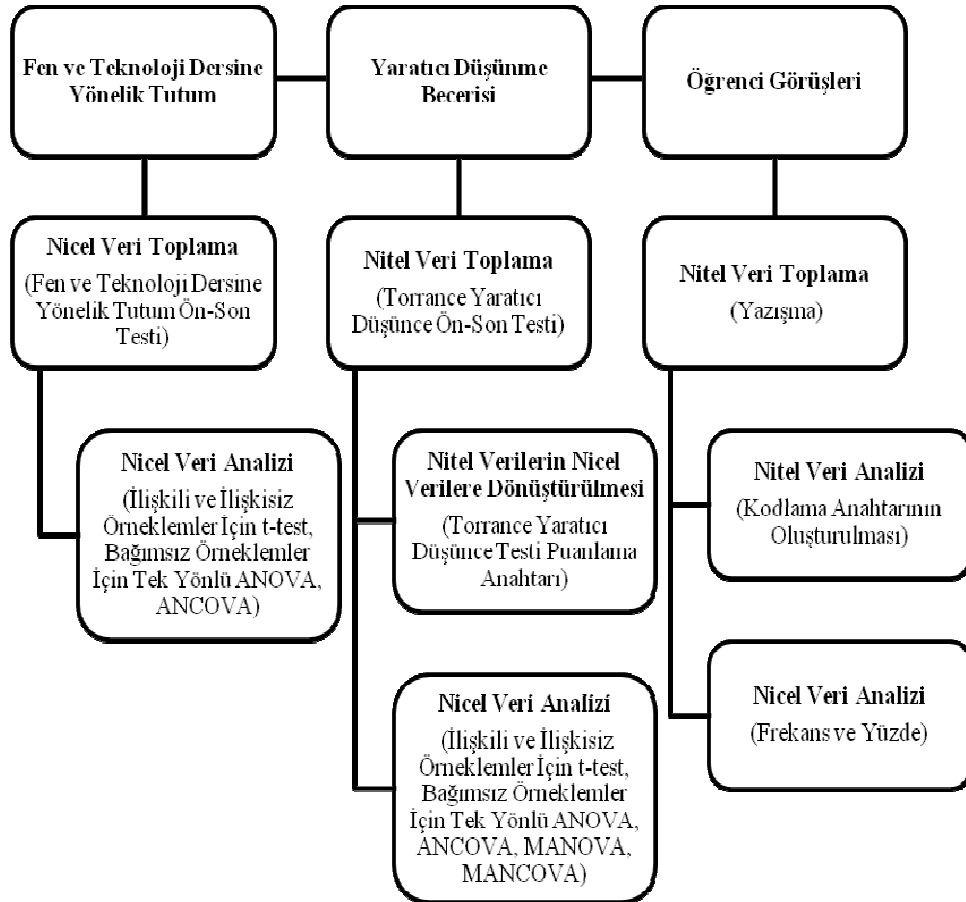 Fen ve Teknoloji Dersine
Yönelik Tutum
Yaratıcı Düşünme
Becerisi
Öğrenci Görüşleri
Nicel Veri Toplama
(Fen ve Teknoloji Dersine
Yönelik Tutum Ön-Son
Testi)
Nitel Veri Toplama
(Torrance Yaratıcı
Düşünce Ön-Son Testi)
Nitel Veri Toplama
(Yazışma)
Nicel Veri Analizi
(İlişkili ve İlişkisiz
Örneklemler İçin t-test,
Bağımsız Örneklemler
İçin Tek Yönlü ANOVA,
ANCOVA)
Nitel Verilerin Nicel
Verilere Dönüştürülmesi
(Torrance Yaratıcı
Düşünce Testi Puanlama
Anahtarı)
Nitel Veri Analizi
(Kodlama Anahtarının
Oluşturulması)
Nicel Veri Analizi
(İlişkili ve İlişkisiz
Örneklemler İçin t-test,
Bağımsız Örneklemler
İçin Tek Yönlü ANOVA,
ANCOVA, MANOVA,
MANCOVA)
Nicel Veri Analizi
(Frekans ve Yüzde)